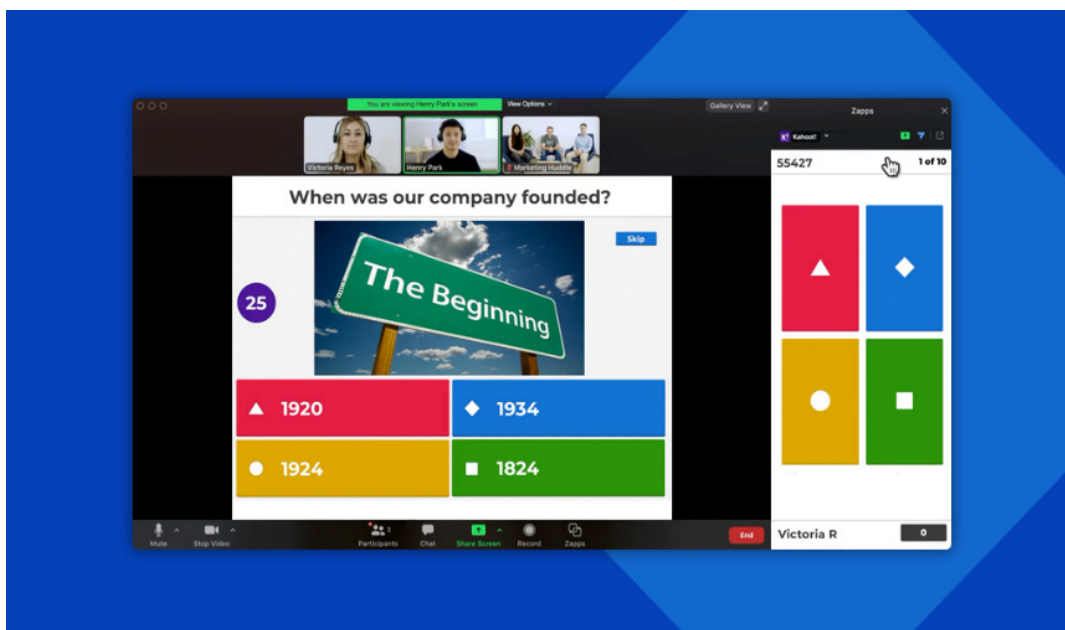 You are viewing Henry Park's screen View Options
Gallery View
Zapps
Victoria Reyes
Henry Park
Marketing Huddle
K! Kahoot!
55427
1 of 10
When was our company founded?
Skip
25
The Beginning
1920
1934
1924
1824
Mute
Stop Video
Participants
3
Chat
Share Screen
Record
Zapps
End
Victoria R
0